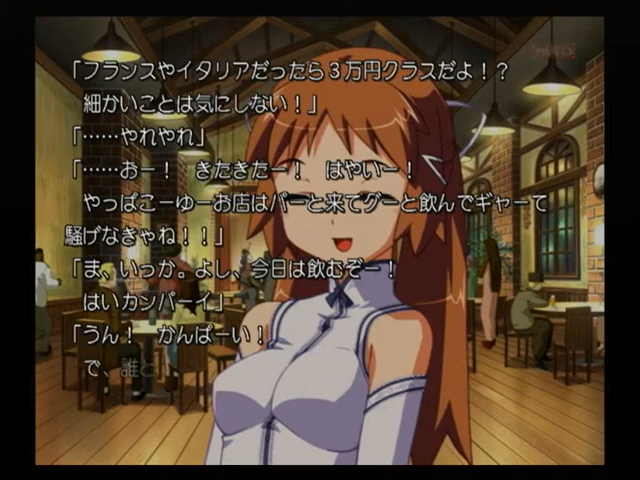 「フランスやイタリアだったら３万円クラスだよ！？
細かいことは気にしない！」
「……やれやれ」
「……おー！　きたきたー！　はやいー！
やっぱこーゆーお店はパーと来てグーと飲んでギャーて
騒げなきゃね！！」
「ま、いっか。よし、今日は飲むぞー！
はいカンパーイ」
「うん！　かんぱーい！
で、誰と